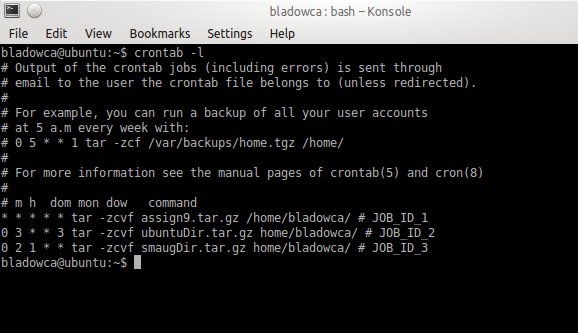 bladowca : bash – Konsole
File Edit View Bookmarks Settings Help
bladowca@ubuntu:~$ crontab -l
# Output of the crontab jobs (including errors) is sent through
# email to the user the crontab file belongs to (unless redirected).
#
# For example, you can run a backup of all your user accounts
# at 5 a.m every week with:
# 0 5 * * 1 tar -zcf /var/backups/home.tgz /home/
#
# For more information see the manual pages of crontab(5) and cron(8)
#
# m h  dom mon dow   command
* * * * * tar -zcvf assign9.tar.gz /home/bladowca/ # JOB_ID_1
0 3 * * 3 tar -zcvf ubuntuDir.tar.gz home/bladowca/ # JOB_ID_2
0 2 1 * * tar -zcvf smaugDir.tar.gz home/bladowca/ # JOB_ID_3
bladowca@ubuntu:~$